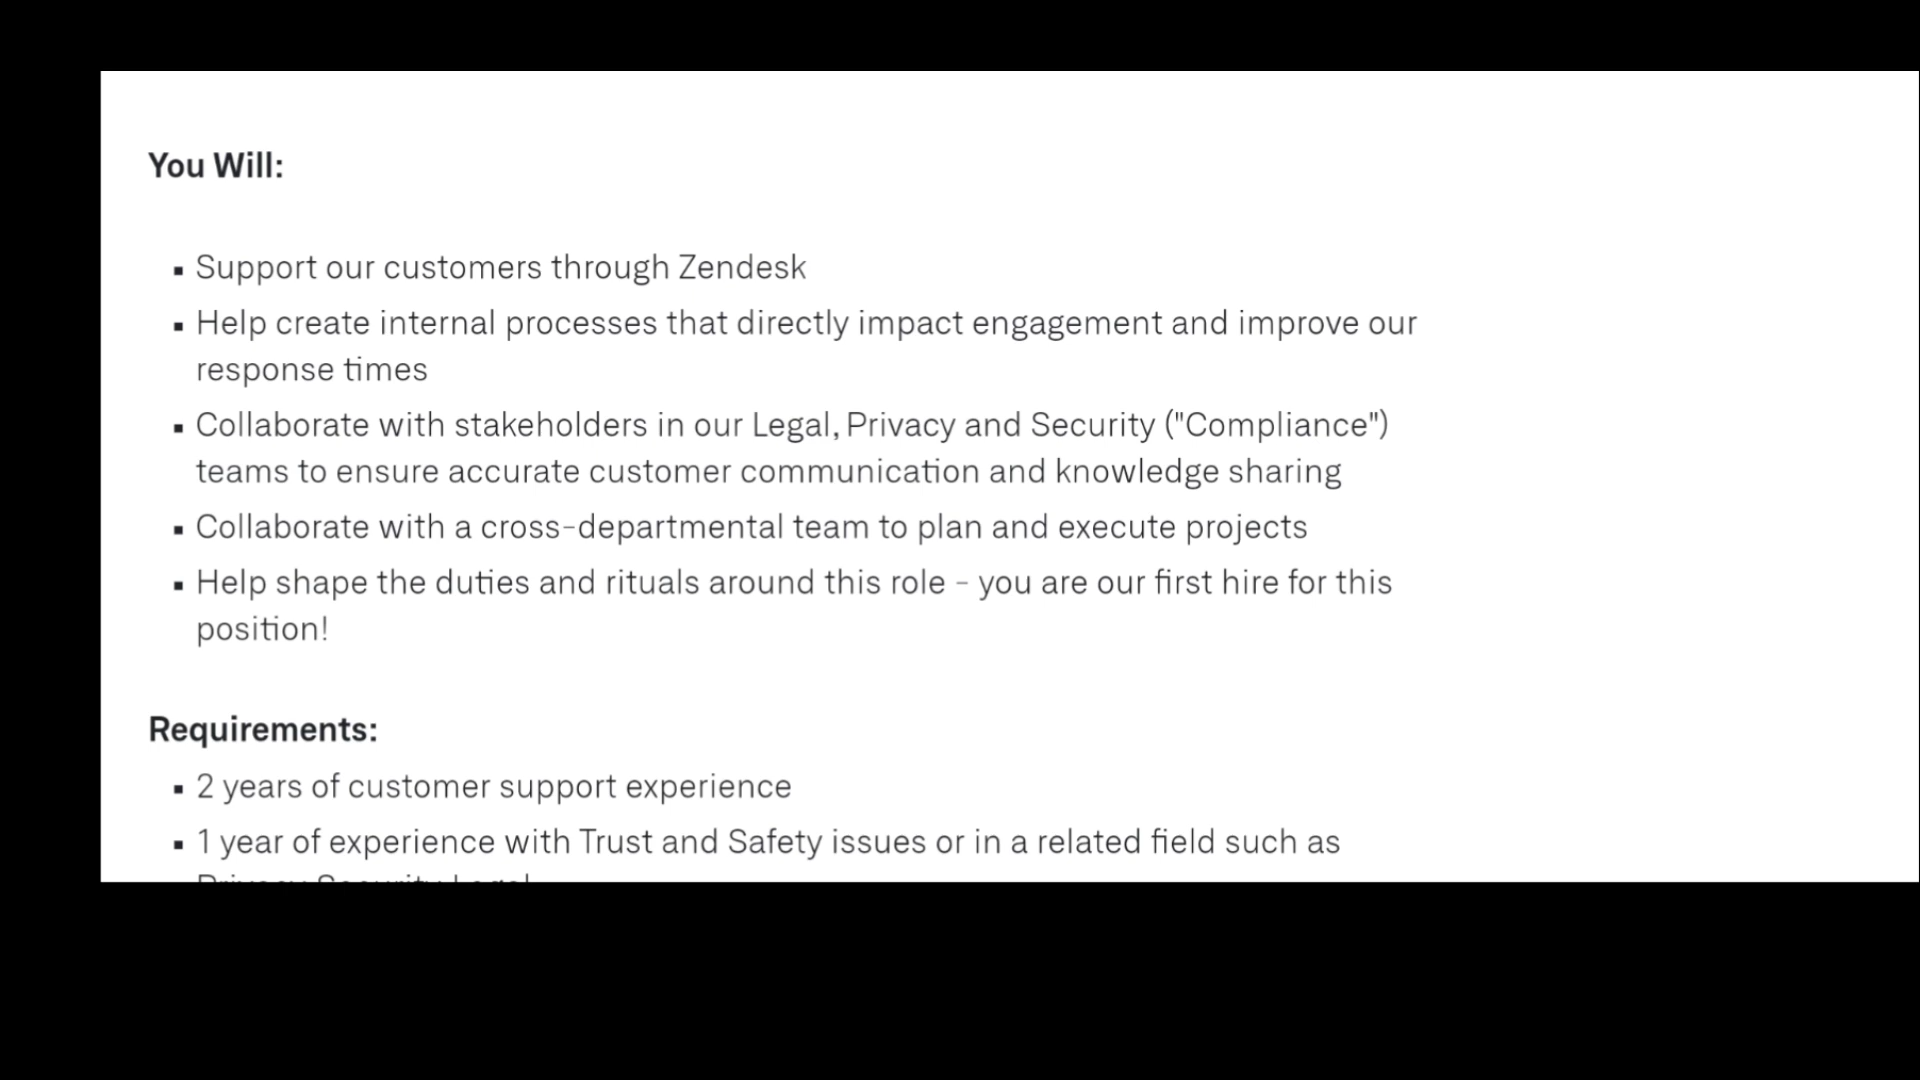 You Will:
▪ Support our customers through Zendesk
▪ Help create internal processes that directly impact engagement and improve our
response times
▪ Collaborate with stakeholders in our Legal, Privacy and Security ("Compliance")
teams to ensure accurate customer communication and knowledge sharing
▪ Collaborate with a cross-departmental team to plan and execute projects
▪ Help shape the duties and rituals around this role - you are our first hire for this
position!
Requirements:
▪ 2 years of customer support experience
▪ 1 year of experience with Trust and Safety issues or in a related field such as
Privacy Security Legal